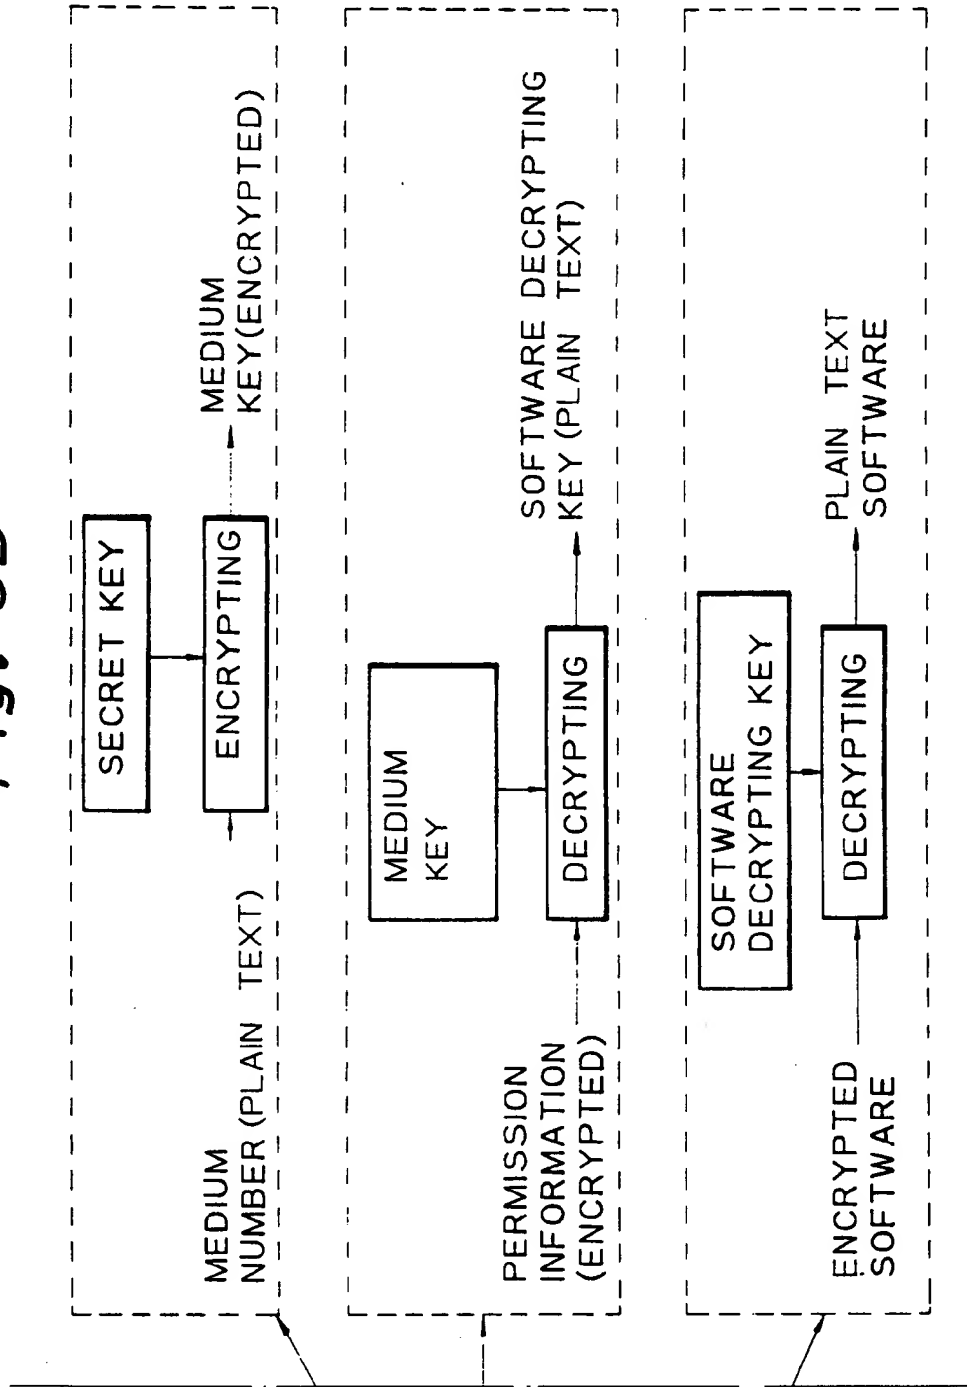 SECRET KEY
MEDIUM
NUMBER (PLAIN TEXT)
ENCRYPTING
MEDIUM
KEY(ENCRYPTED)
MEDIUM
KEY
PERMISSION
INFORMATION
(ENCRYPTED)
DECRYPTING
SOFTWARE DECRYPTING
KEY (PLAIN TEXT)
SOFTWARE
DECRYPTING KEY
ENCRYPTED
SOFTWARE
DECRYPTING
PLAIN TEXT
SOFTWARE